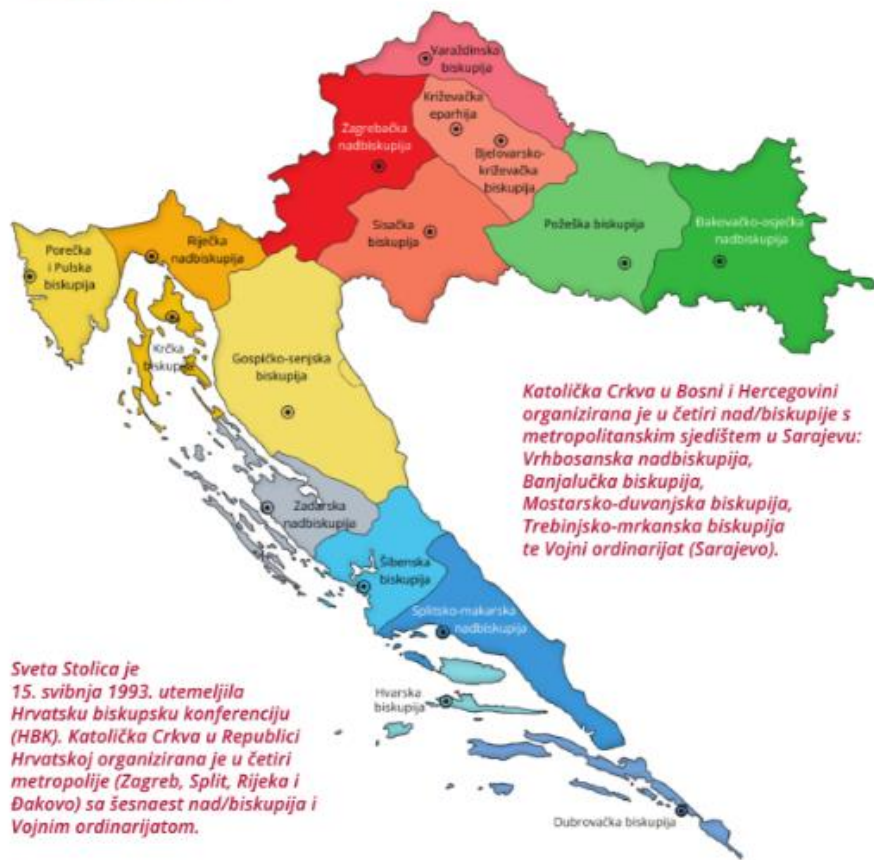 Varaždinska
biskupija
Križevačka
eparhija
Zagrebačka
nadbiskupija
Bjelovarsko-
križevačka
biskupija
Sisačka
biskupija
Požeška biskupija
Đakovačko-osječka
nadbiskupija
Porečka
i Pulska
biskupija
Riječka
nadbiskupija
Krčka
biskupija
Gospićko-senjska
biskupija
Katolička Crkva u Bosni i Hercegovini
organizirana je u četiri nad/biskupije s
metropolitanskim sjedištem u Sarajevu:
Vrhbosanska nadbiskupija,
Banjalučka biskupija,
Mostarsko-duvanjska biskupija,
Trebinjsko-mrkanska biskupija
te Vojni ordinarijat (Sarajevo).
Zadarska
nadbiskupija
Šibenska
biskupija
Splitsko-makarska
nadbiskupija
Sveta Stolica je
15. svibnja 1993. utemeljila
Hrvatsku biskupsku konferenciju
(HBK). Katolička Crkva u Republici
Hrvatskoj organizirana je u četiri
metropolije (Zagreb, Split, Rijeka i
Đakovo) sa šesnaest nad/biskupija i
Vojnim ordinarijatom.
Hvarska
biskupija
Dubrovačka biskupija